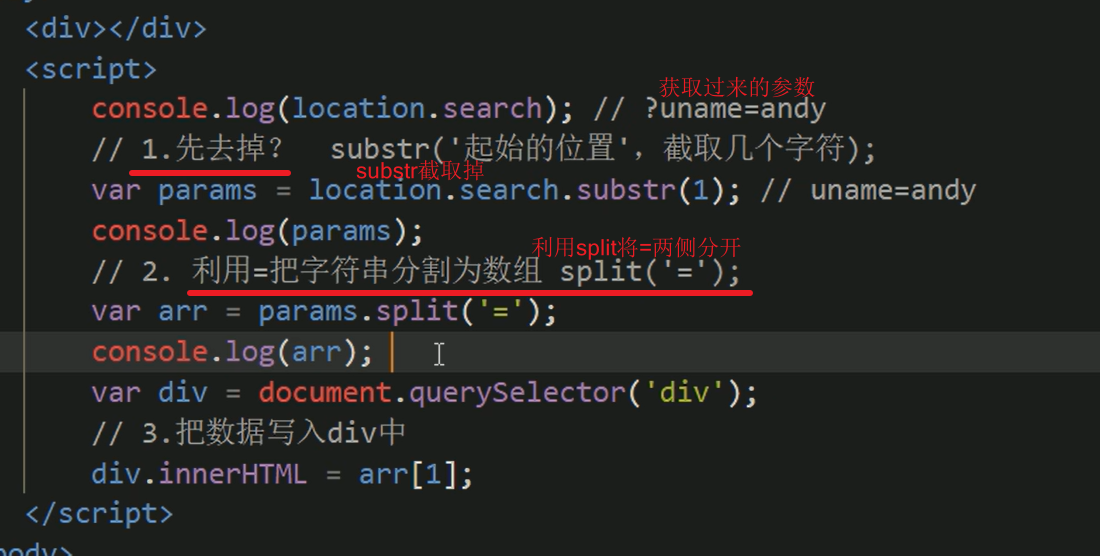 <div></div>
<script>
获取过来的参数
console.log(location.search); // ?uname=andy
// 1.先去掉？ substr('起始的位置', 截取几个字符);
substr截取掉
var params = location.search.substr(1); // uname=andy
console.log(params);
利用split将=两侧分开
// 2. 利用=把字符串分割为数组 split('=');
var arr = params.split('=');
console.log(arr);
var div = document.querySelector('div');
// 3.把数据写入div中
div.innerHTML = arr[1];
</script>
body>